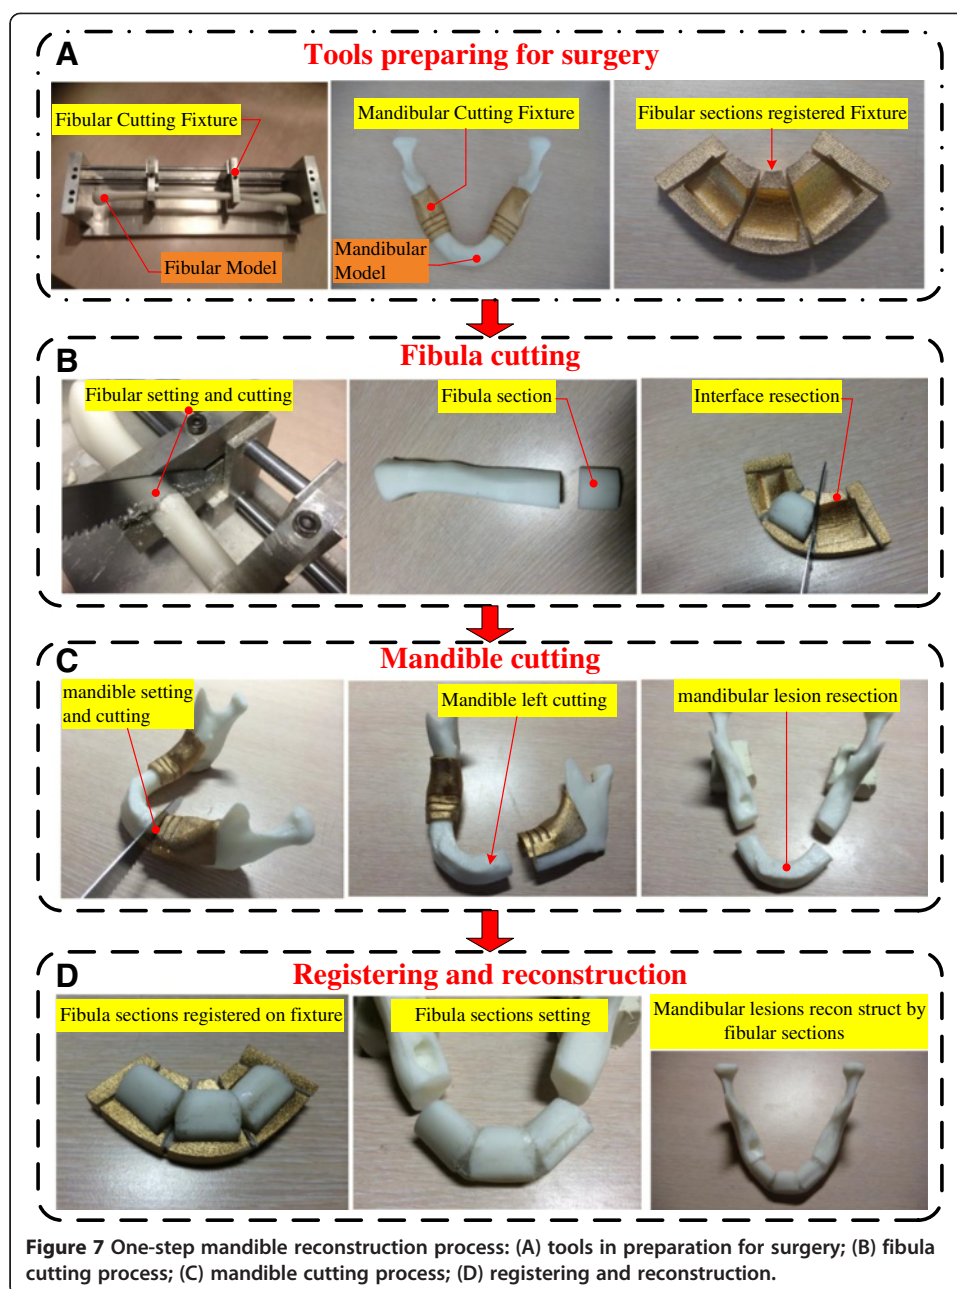 A
Tools preparing for surgery
Fibular Cutting Fixture
Mandibular Cutting Fixture
Fibular sections registered Fixture
Fibular Model
Mandibular
Model
B
Fibula cutting
Fibular setting and cutting
Fibula section
Interface resection
C
Mandible cutting
mandible setting
and cutting
Mandible left cutting
mandibular lesion resection
D
Registering and reconstruction
Fibula sections registered on fixture
Fibula sections setting
Mandibular lesions recon struct by
fibular sections
Figure 7 One-step mandible reconstruction process: (A) tools in preparation for surgery; (B) fibula
cutting process; (C) mandible cutting process; (D) registering and reconstruction.